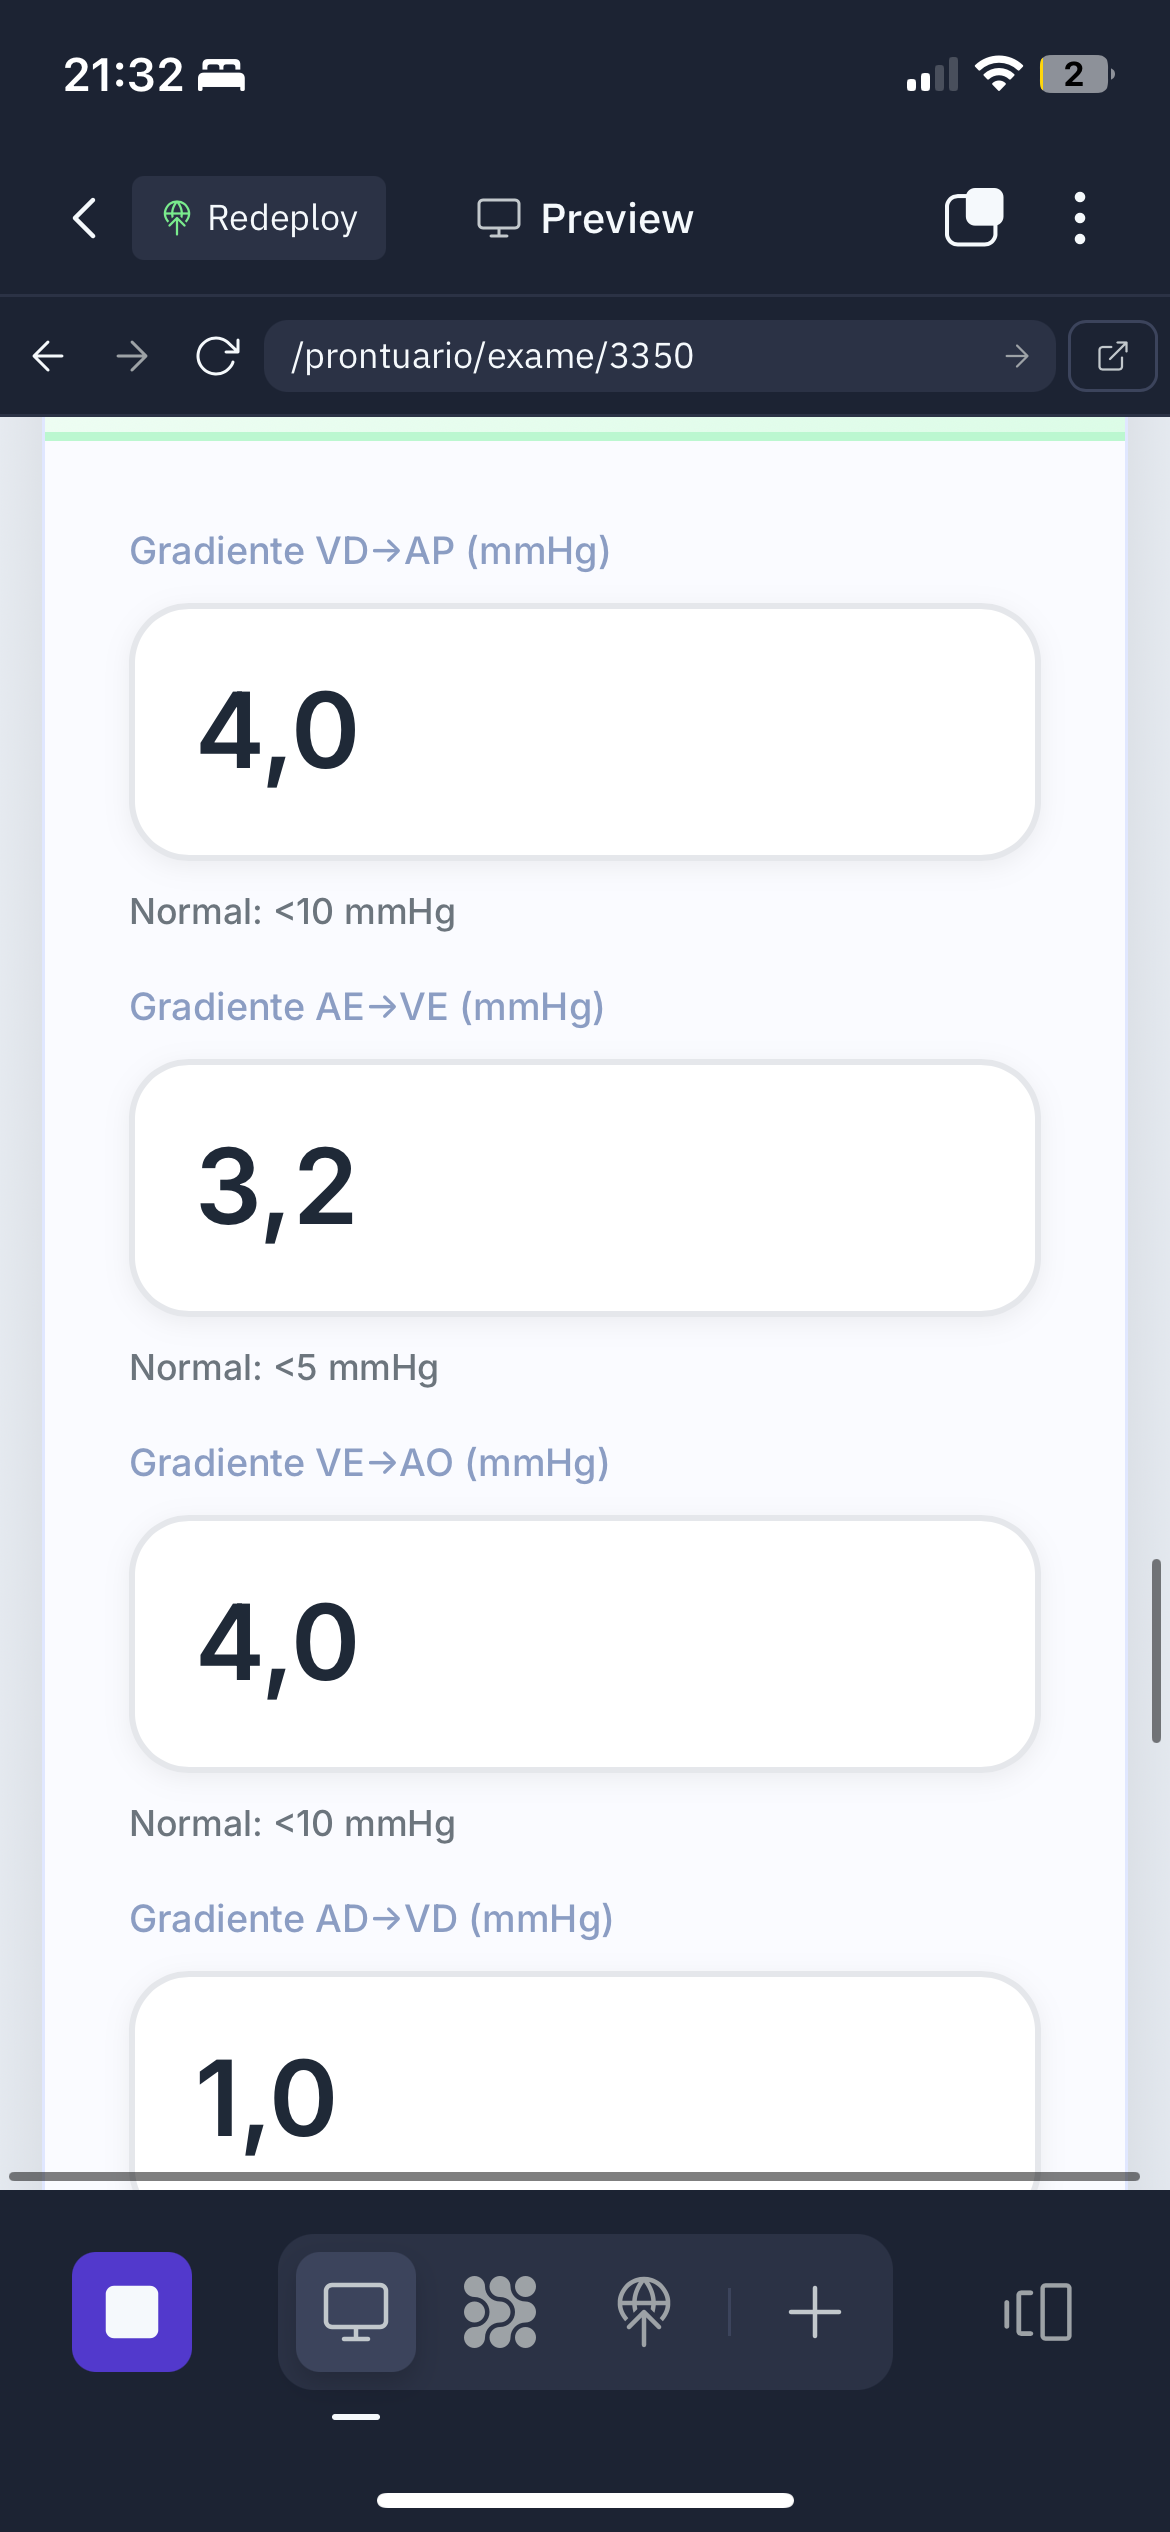 21:32
2
Redeploy
Preview
/prontuario/exame/3350
Gradiente VD→AP (mmHg)
4,0
Normal: <10 mmHg
Gradiente AE→VE (mmHg)
3,2
Normal: <5 mmHg
Gradiente VE→AO (mmHg)
4,0
Normal: <10 mmHg
Gradiente AD→VD (mmHg)
1,0